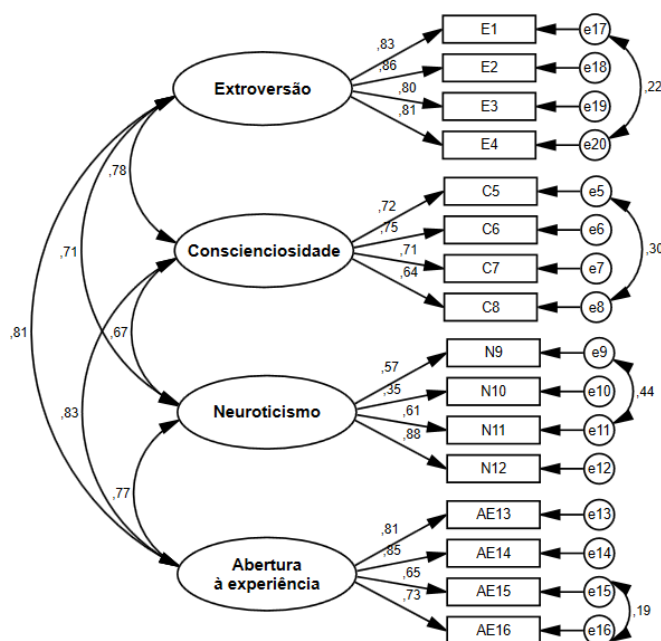 E1
e17
,83
,86
E2
e18
Extroversão
,80
E3
e19
,22
,81
E4
e20
,78
C5
e5
,72
,75
C6
e6
Conscienciosidade
,71
C7
e7
,30
,64
C8
e8
,71
,81
,67
N9
e9
,57
,35
N10
e10
,44
Neuroticismo
,61
N11
e11
,88
N12
e12
,83
,77
AE13
e13
,81
,85
AE14
e14
Abertura
à experiência
,65
AE15
e15
,73
,19
AE16
e16